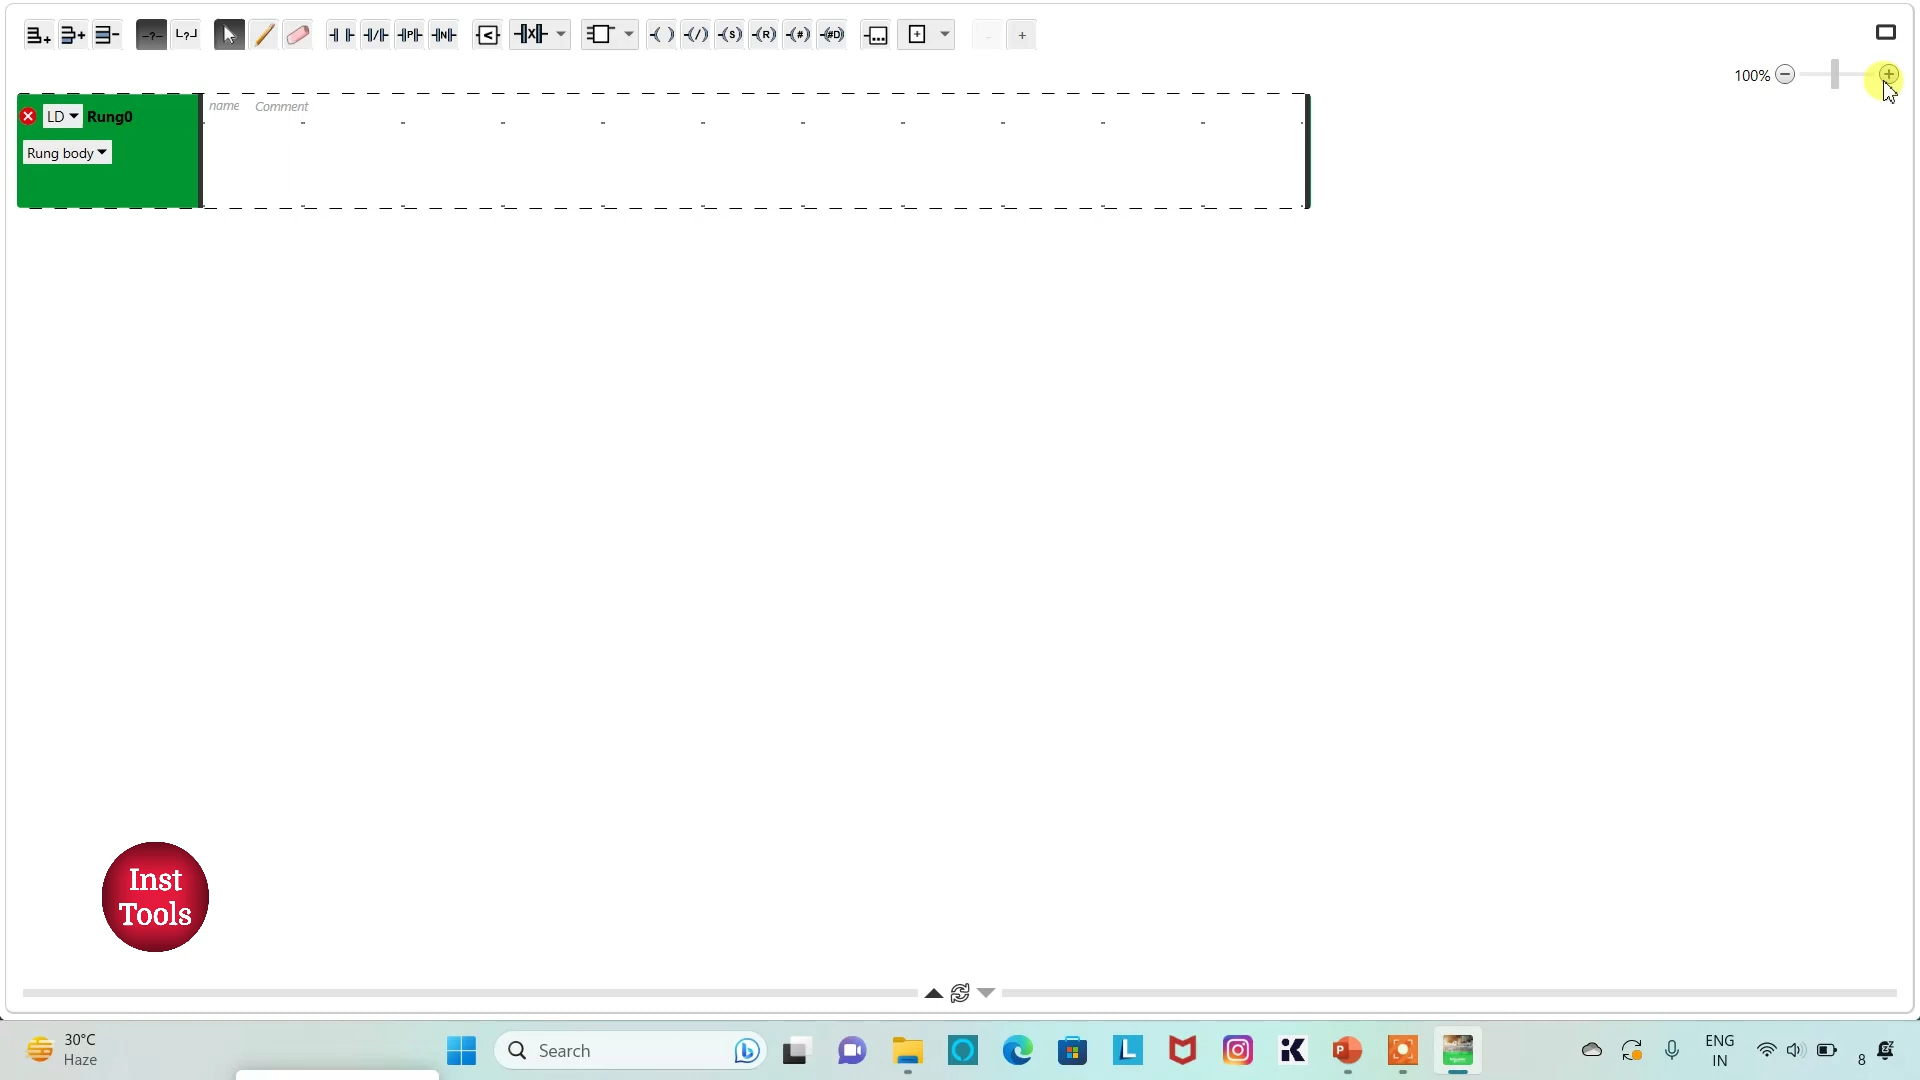 100%
LD
Rung0
name
Comment
Rung body
Inst
Tools
30°C
Haze
Search
ENG
IN
8